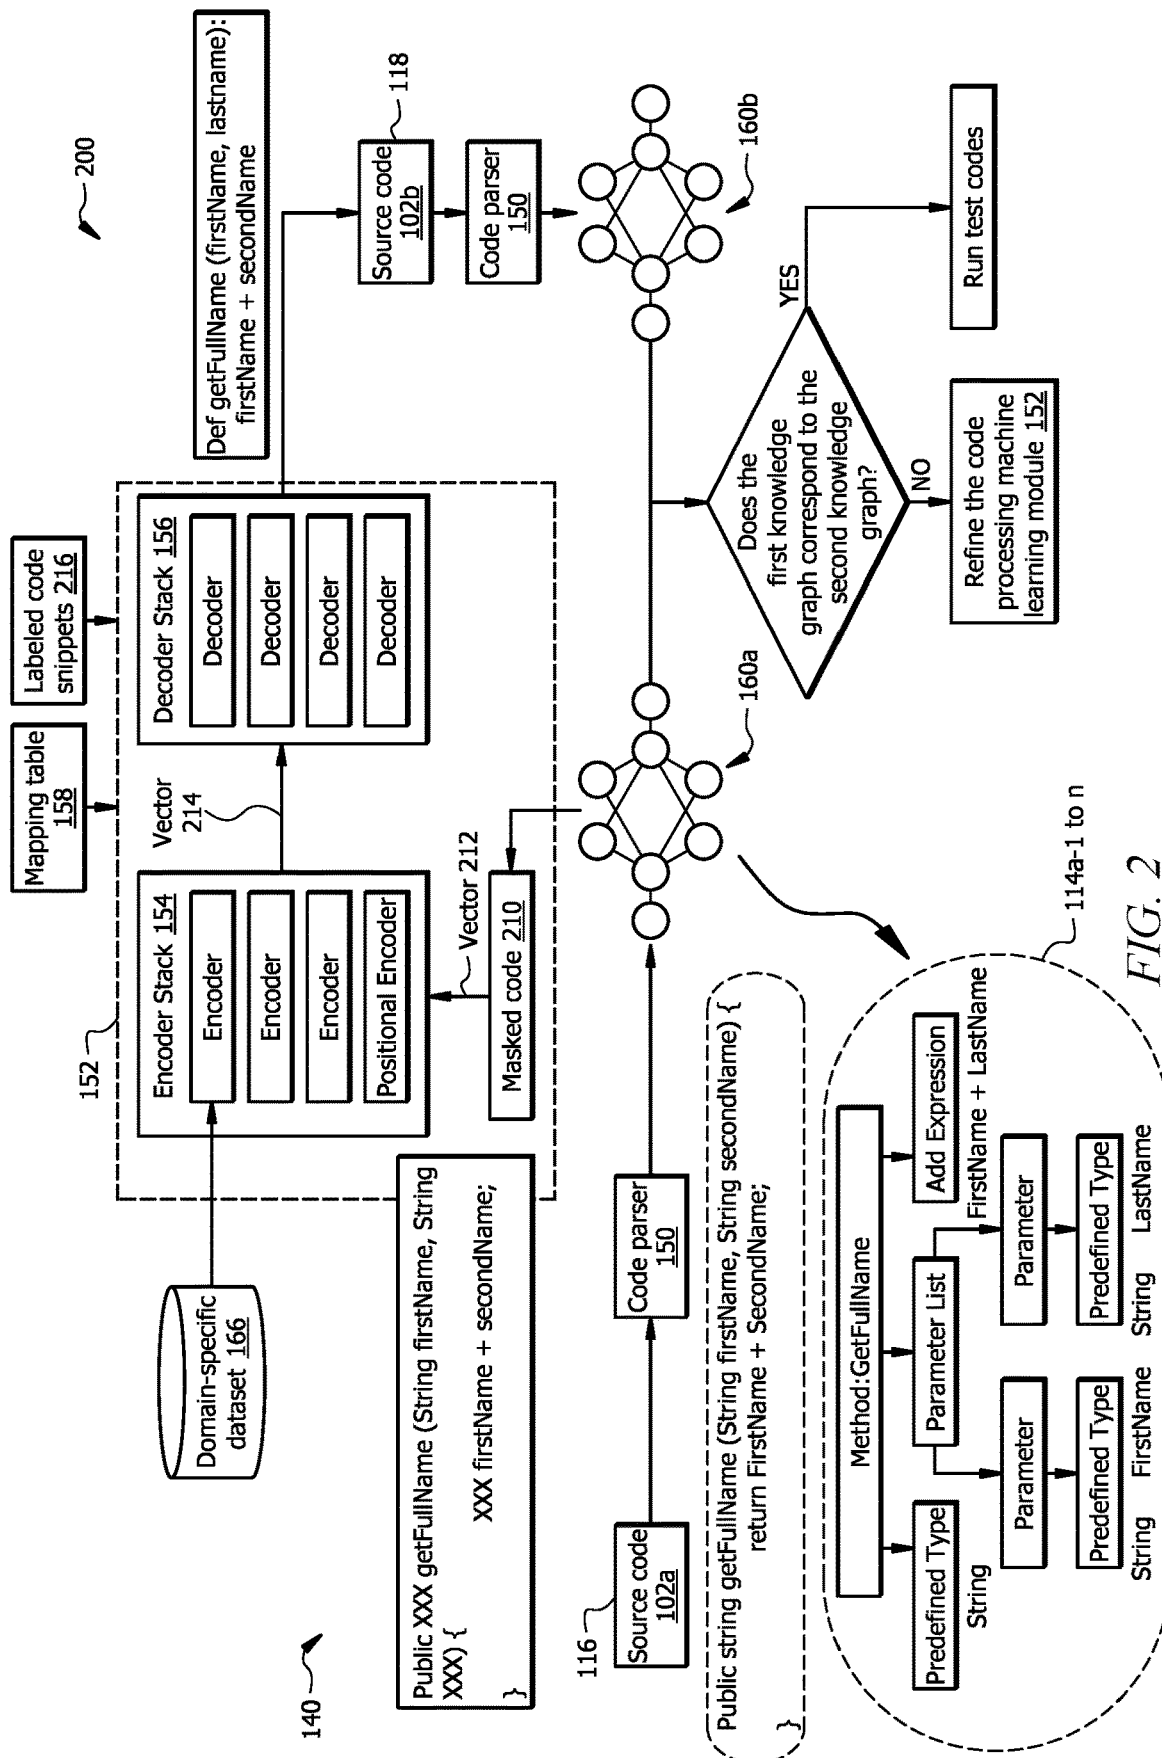 200
140
Mapping table
158
Labeled code
snippets 216
152
Domain-specific
dataset 166
Encoder Stack 154
Encoder
Encoder
Encoder
Positional Encoder
Vector
214
Decoder Stack 156
Decoder
Decoder
Decoder
Decoder
Def getFullName (firstName, lastname):
firstName + secondName
Public XXX getFullName (String firstName, String
XXX) {
XXX firstName + secondName;
}
Vector 212
Masked code 210
Source code
102b
118
Code parser
150
116
Source code
102a
Code parser
150
160a
160b
Public string getFullName (String firstName, String secondName) {
return FirstName + SecondName;
}
Does the
first knowledge
graph correspond to the
second knowledge
graph?
YES
NO
Run test codes
Refine the code
processing machine
learning module 152
Method:GetFullName
Predefined Type
String
Parameter List
Add Expression
FirstName + LastName
Parameter
Parameter
Predefined Type
Predefined Type
String FirstName
String LastName
114a-1 to n
FIG. 2